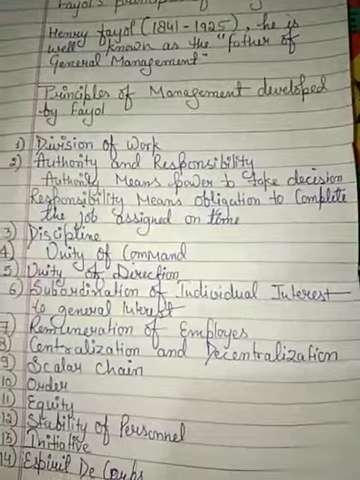 Fayol's principles of
Henry fayol (1841 - 1925), he is
well known as the "father of
General Management"
Principles of Management developed
by Fayol
1) Division of Work
2) Authority and Responsibility
Authority Means power to take decision
Responsibility Means obligation to Complete
the job assigned on time
3) Discipline
4) Unity of Command
5) Unity of Direction
6) Subordination of Individual Interest
to general Interest
7) Remuneration of Employes
8) Centralization and Decentralization
9) Scalar Chain
10) Order
11) Equity
12) Stability of Personnel
13) Initiative
14) Espirit De Corps